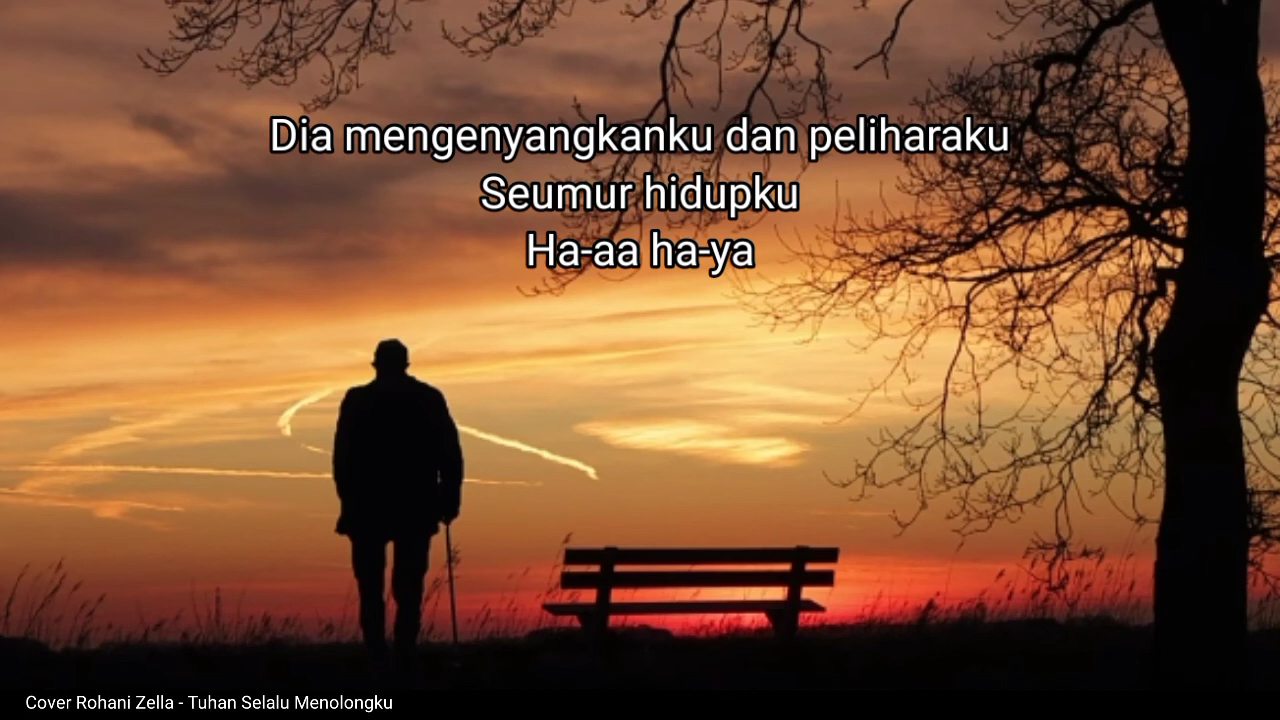 Dia mengenyangkanku dan peliharaku
Seumur hidupku
Ha-aa ha-ya
Cover Rohani Zella - Tuhan Selalu Menolongku